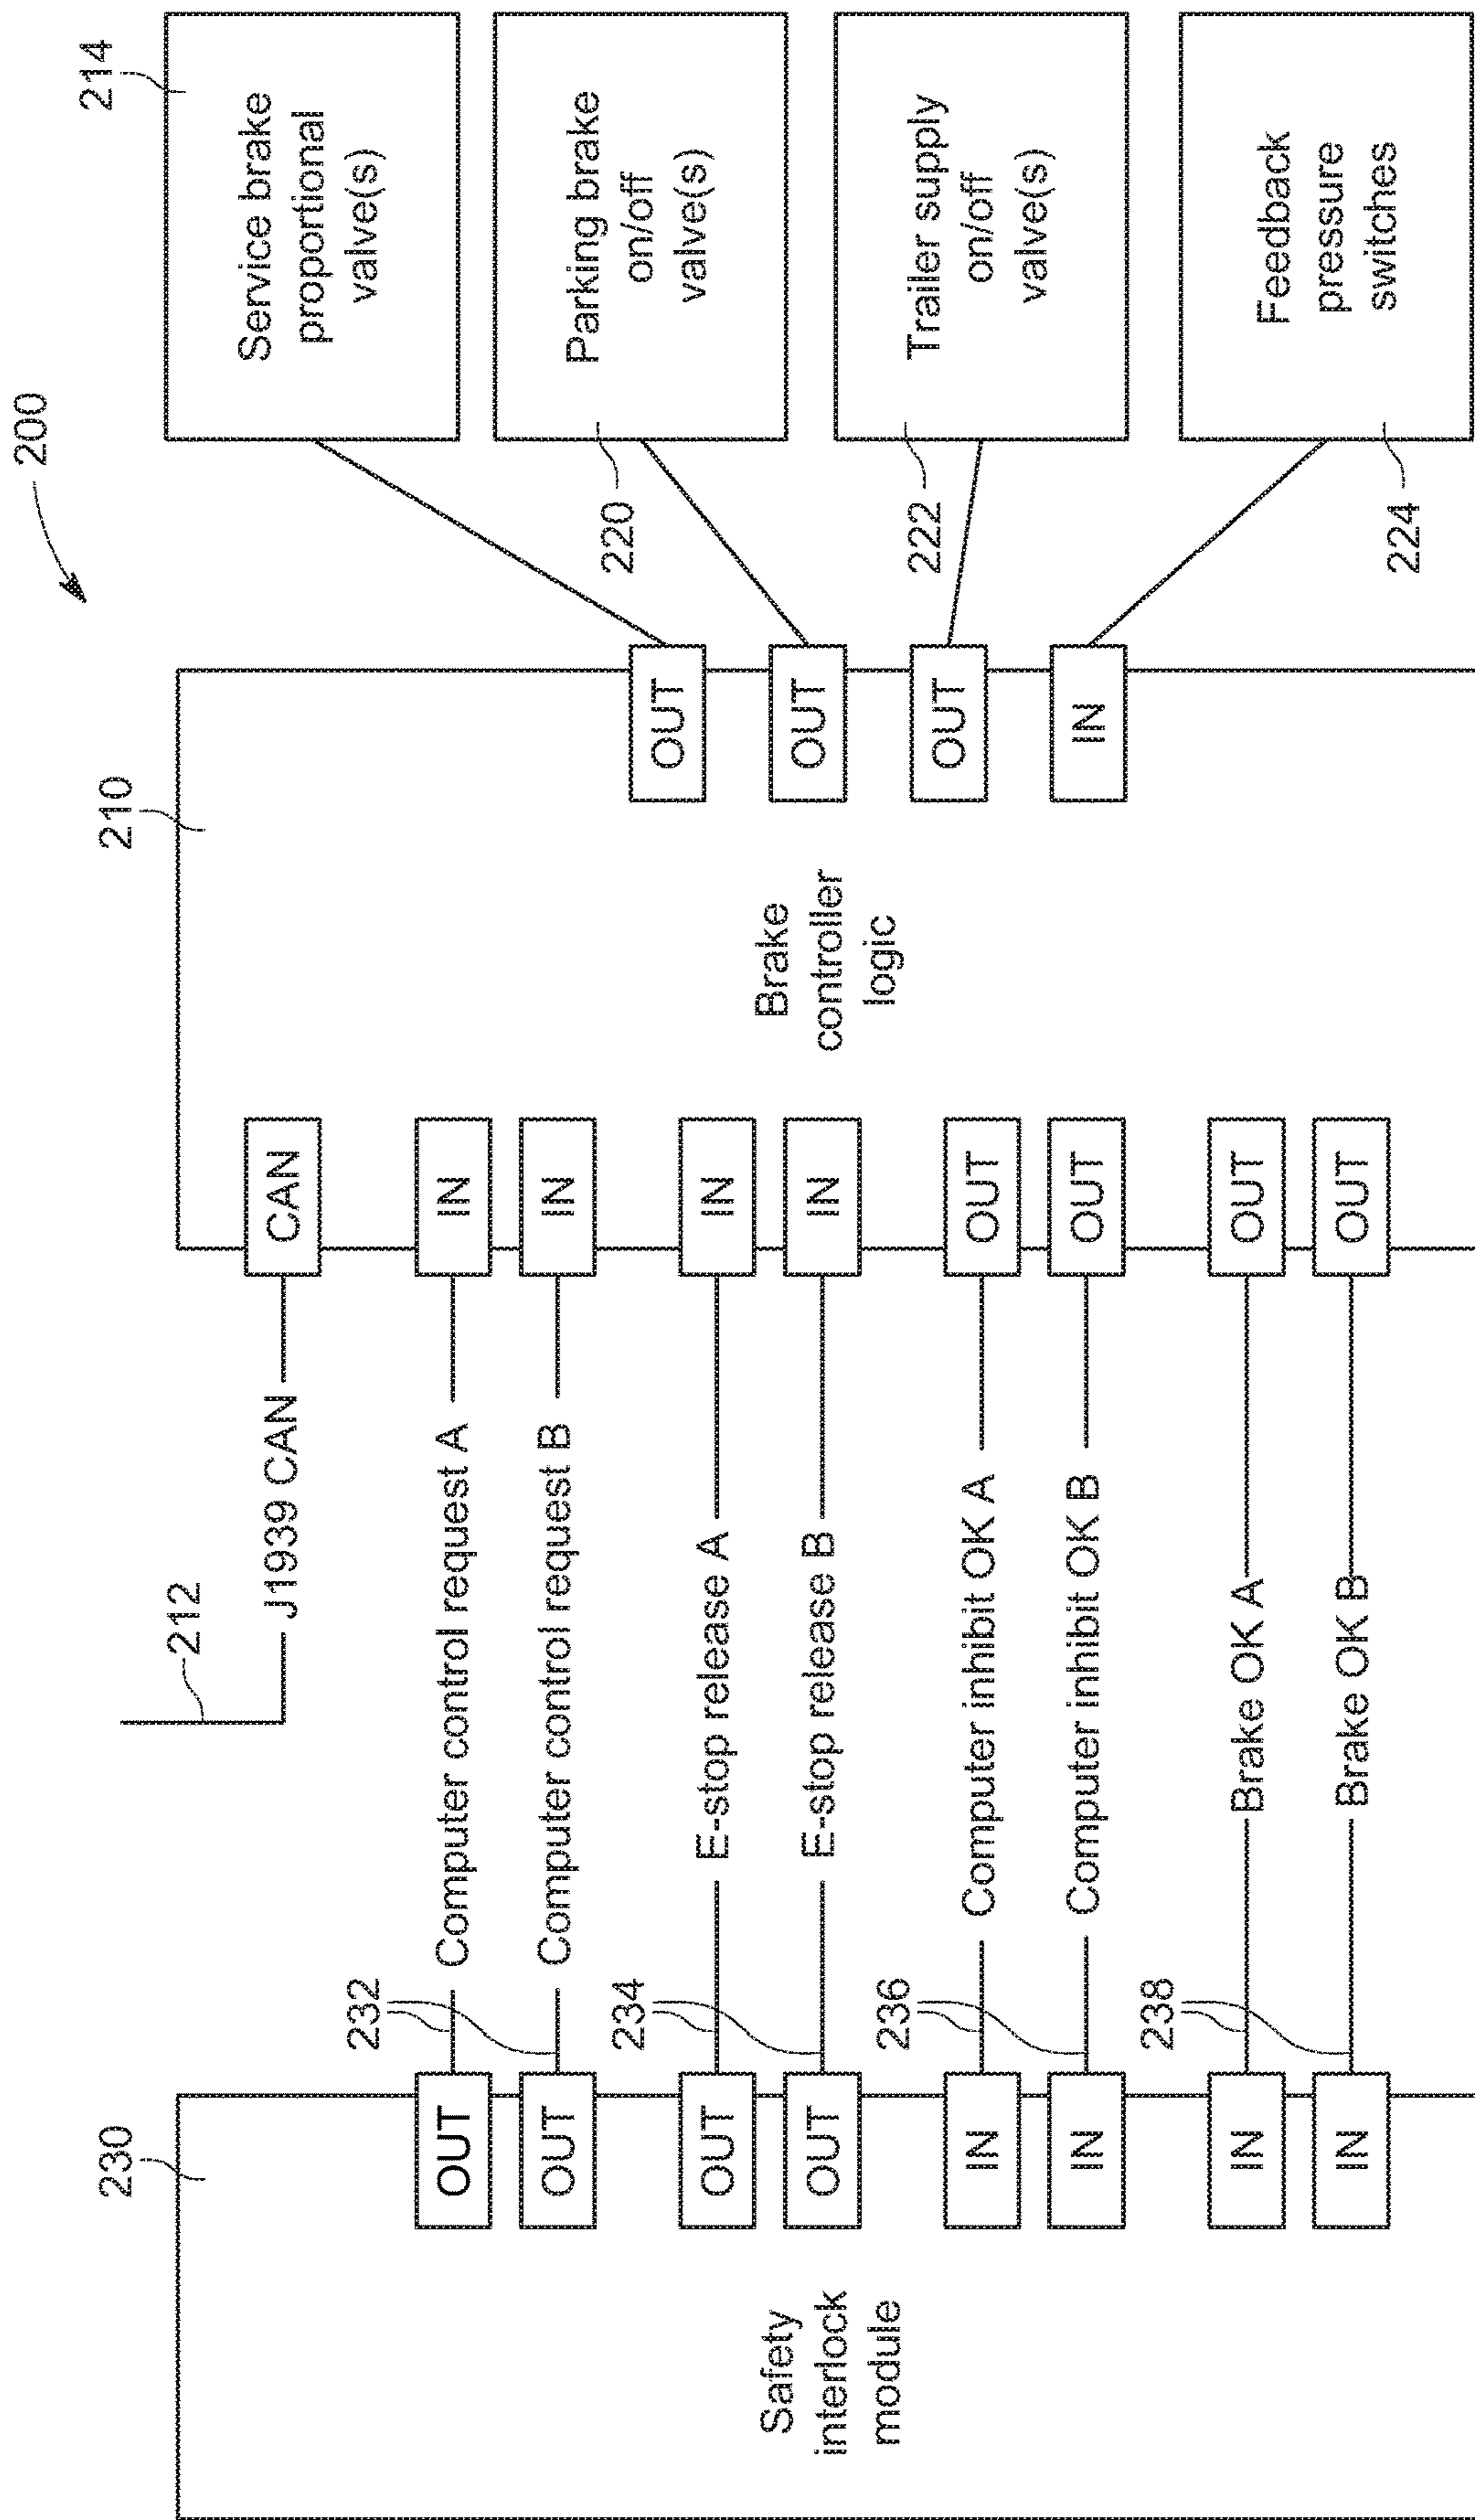 200
230
Safety
interlock
module
OUT
OUT
OUT
OUT
IN
IN
IN
IN
232
234
236
238
212
J1939 CAN
Computer control request A
Computer control request B
E-stop release A
E-stop release B
Computer inhibit OK A
Computer inhibit OK B
Brake OK A
Brake OK B
210
CAN
IN
IN
IN
IN
OUT
OUT
OUT
OUT
Brake
controller
logic
OUT
OUT
OUT
IN
214
Service brake
proportional
valve(s)
220
Parking brake
on/off
valve(s)
222
Trailer supply
on/off
valve(s)
224
Feedback
pressure
switches